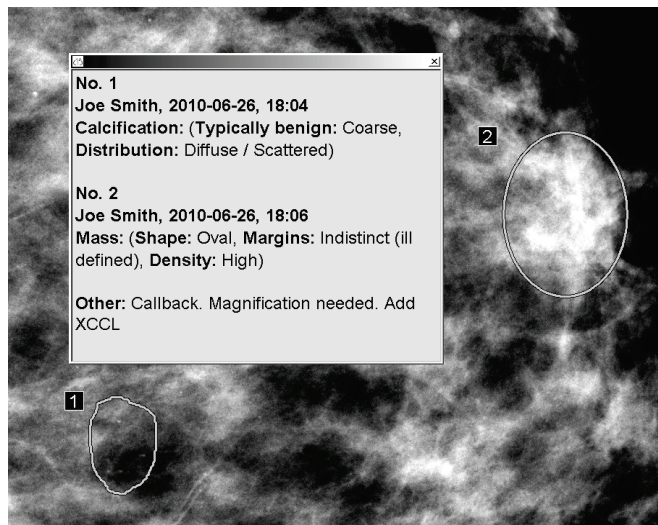 No. 1
Joe Smith, 2010-06-26, 18:04
Calcification: (Typically benign: Coarse,
Distribution: Diffuse / Scattered)
No. 2
Joe Smith, 2010-06-26, 18:06
Mass: (Shape: Oval, Margins: Indistinct (ill
defined), Density: High)
Other: Callback. Magnification needed. Add
XCCL
2
1